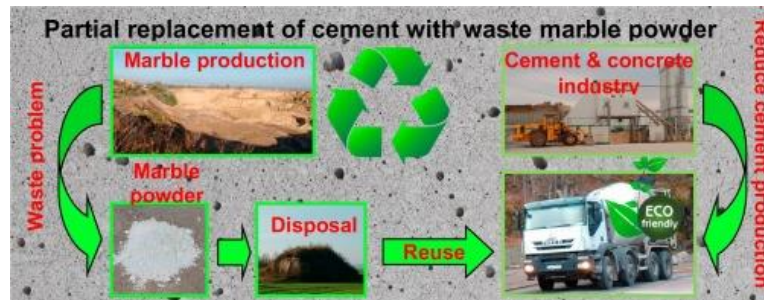 Partial replacement of cement with waste marble powder
Marble production
Cement & concrete
industry
Waste problem
Reduce cement production
Marble
powder
Disposal
Reuse
ECO
friendly